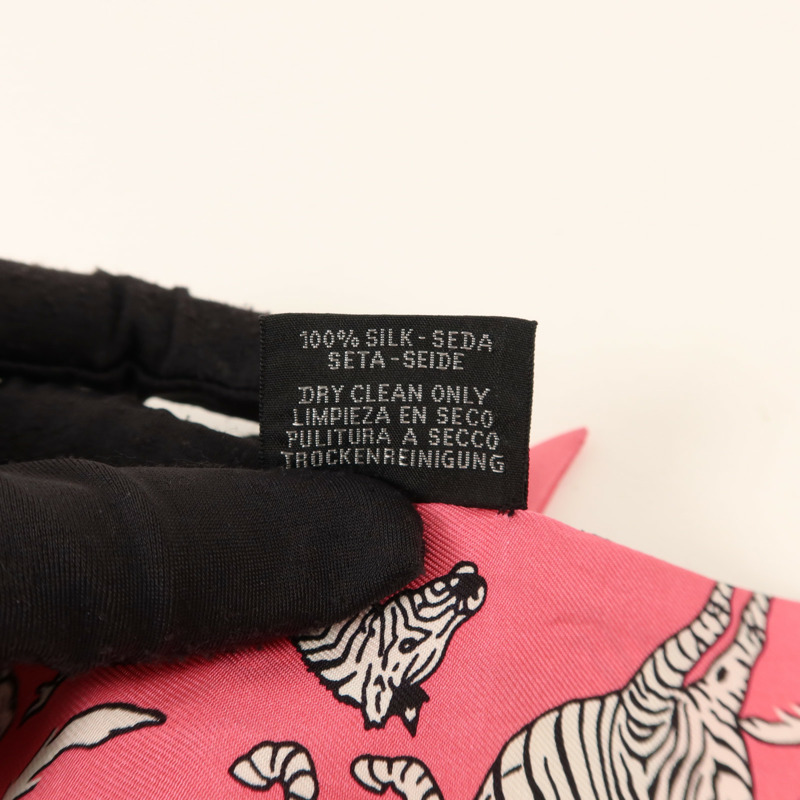 100% SILK - SEDA
SETA - SEIDE
DRY CLEAN ONLY
LIMPIEZA EN SECO
PULITURA A SECCO
TROCKENREINIGUNG